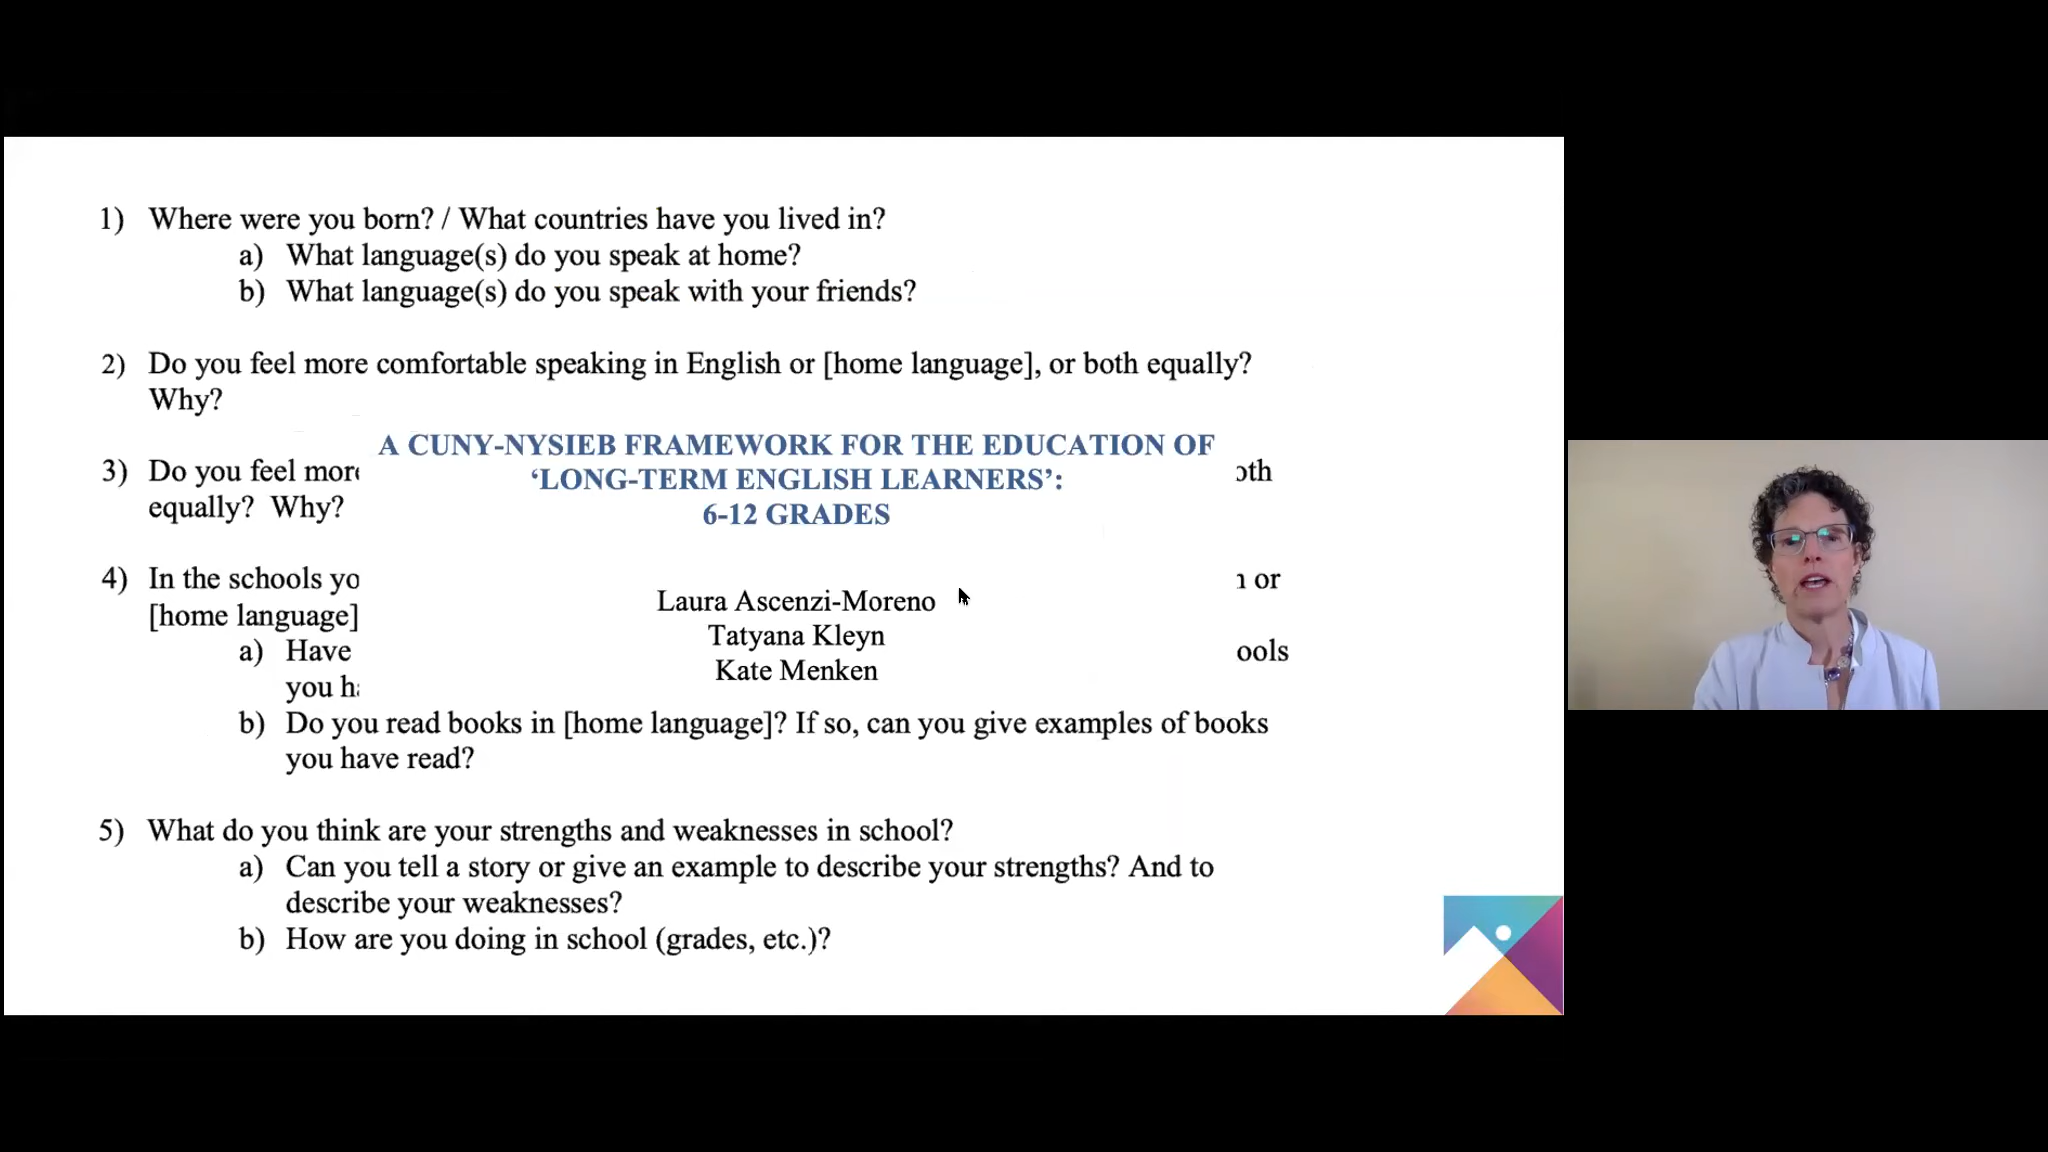 1) Where were you born? / What countries have you lived in?
a) What language(s) do you speak at home?
b) What language(s) do you speak with your friends?
2) Do you feel more comfortable speaking in English or [home language], or both equally?
Why?
A CUNY-NYSIEB FRAMEWORK FOR THE EDUCATION OF
‘LONG-TERM ENGLISH LEARNERS’:
6-12 GRADES
Laura Ascenzi-Moreno
Tatyana Kleyn
Kate Menken
3) Do you feel more
equally? Why?
4) In the schools or
[home language]
a) Have
you
b) Do you read books in [home language]? If so, can you give examples of books
you have read?
5) What do you think are your strengths and weaknesses in school?
a) Can you tell a story or give an example to describe your strengths? And to
describe your weaknesses?
b) How are you doing in school (grades, etc.)?